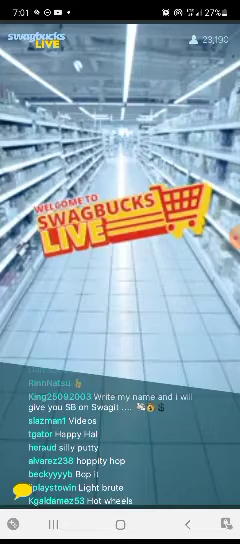 7:01
27%
swagbucks
LIVE
23,190
WELCOME TO
SWAGBUCKS
LIVE
RinnNatsu
King25092003 Write my name and i will
give you SB on Swagit ....
slazman1 Videos
tgator Happy Hal
heraud silly putty
alvarez238 hoppity hop
beckyyyyb Bop it
iplaystowin Light brute
Kgaldamez53 Hot wheels